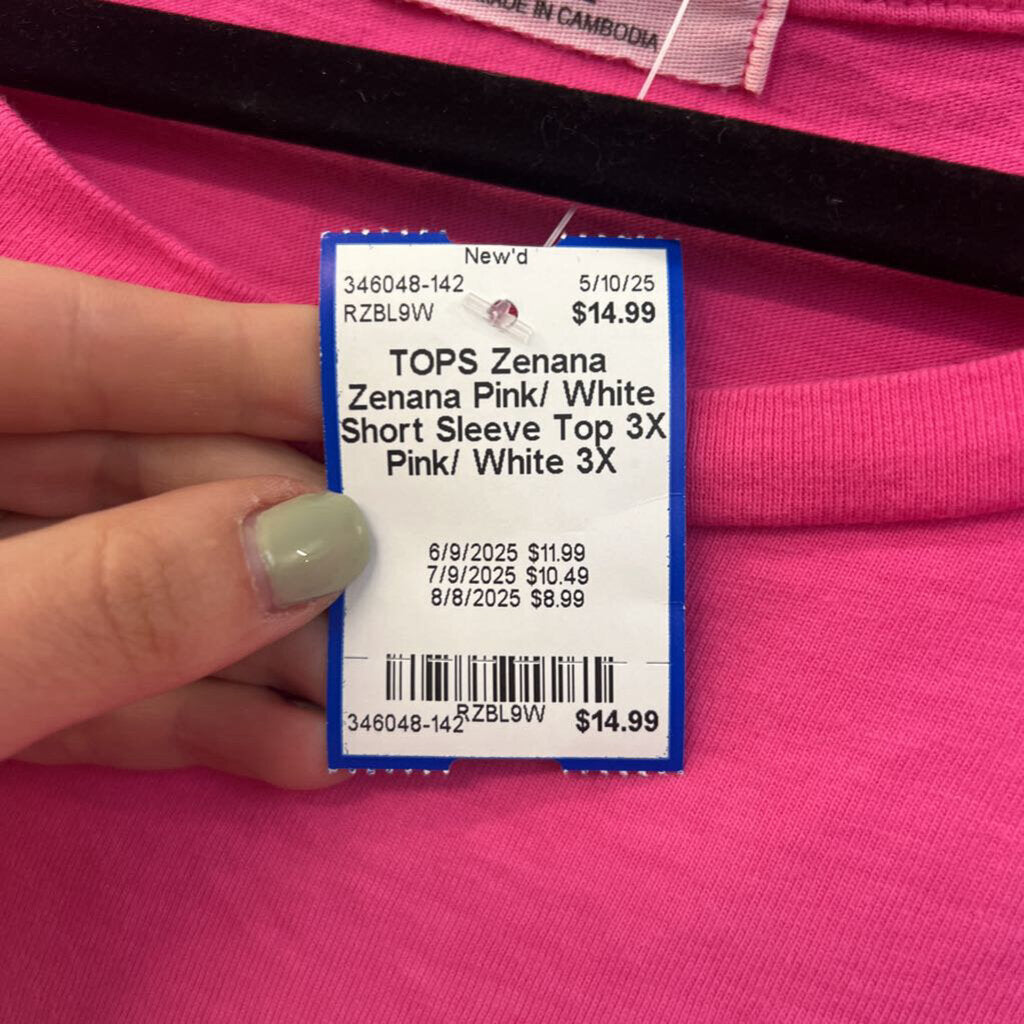 MADE IN CAMBODIA
New'd
346048-142 5/10/25
RZBL9W $14.99
TOPS Zenana
Zenana Pink/ White
Short Sleeve Top 3X
Pink/ White 3X
6/9/2025 $11.99
7/9/2025 $10.49
8/8/2025 $8.99
346048-142 RZBL9W $14.99